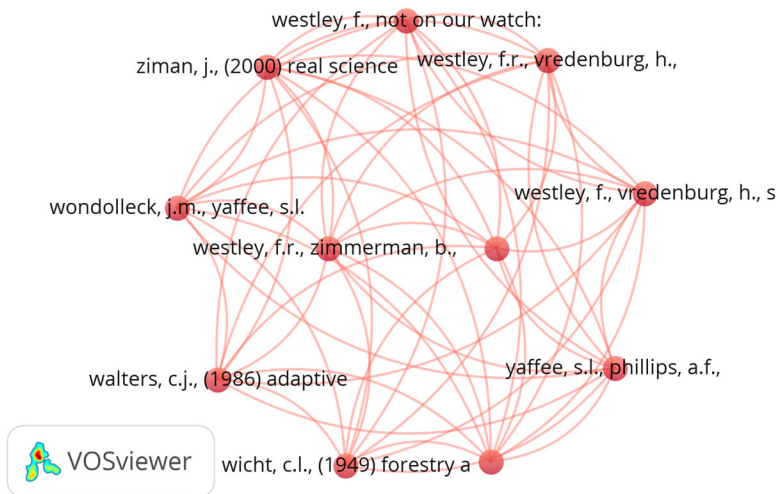 westley, f., not on our watch:
ziman, j., (2000) real science
westley, f.r., vredenburg, h.,
westley, f., vredenburg, h., s
wondolleck, j.m., yaffee, s.l.
westley, f.r., zimmerman, b.,
yaffee, s.l., phillips, a.f.,
walters, c.j., (1986) adaptive
VOSviewer
wicht, c.l., (1949) forestry a